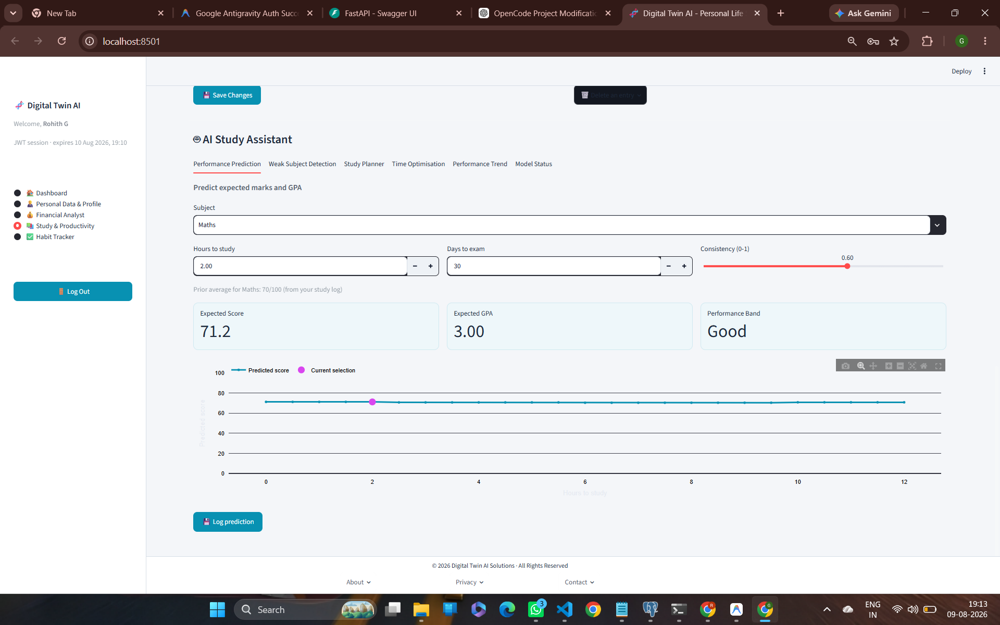 New Tab
Google Antigravity Auth Succ
FastAPI - Swagger UI
OpenCode Project Modificatic
Digital Twin AI - Personal Life
Ask Gemini
localhost:8501
G
Deploy
Digital Twin AI
Welcome, Rohith G
JWT session · expires 10 Aug 2026, 19:10
Dashboard
Personal Data & Profile
Financial Analyst
Study & Productivity
Habit Tracker
Log Out
Save Changes
Delete an entry
AI Study Assistant
Performance Prediction
Weak Subject Detection
Study Planner
Time Optimisation
Performance Trend
Model Status
Predict expected marks and GPA
Subject
Maths
Hours to study
Days to exam
Consistency (0-1)
2.00
30
0.60
Prior average for Maths: 70/100 (from your study log)
Expected Score
71.2
Expected GPA
3.00
Performance Band
Good
Predicted score
Current selection
100
80
60
40
20
0
Predicted score
0 2 4 6 8 10 12
Hours to study
Log prediction
© 2026 Digital Twin AI Solutions · All Rights Reserved
About
Privacy
Contact
Search
3
R
G
ENG
IN
19:13
09-08-2026